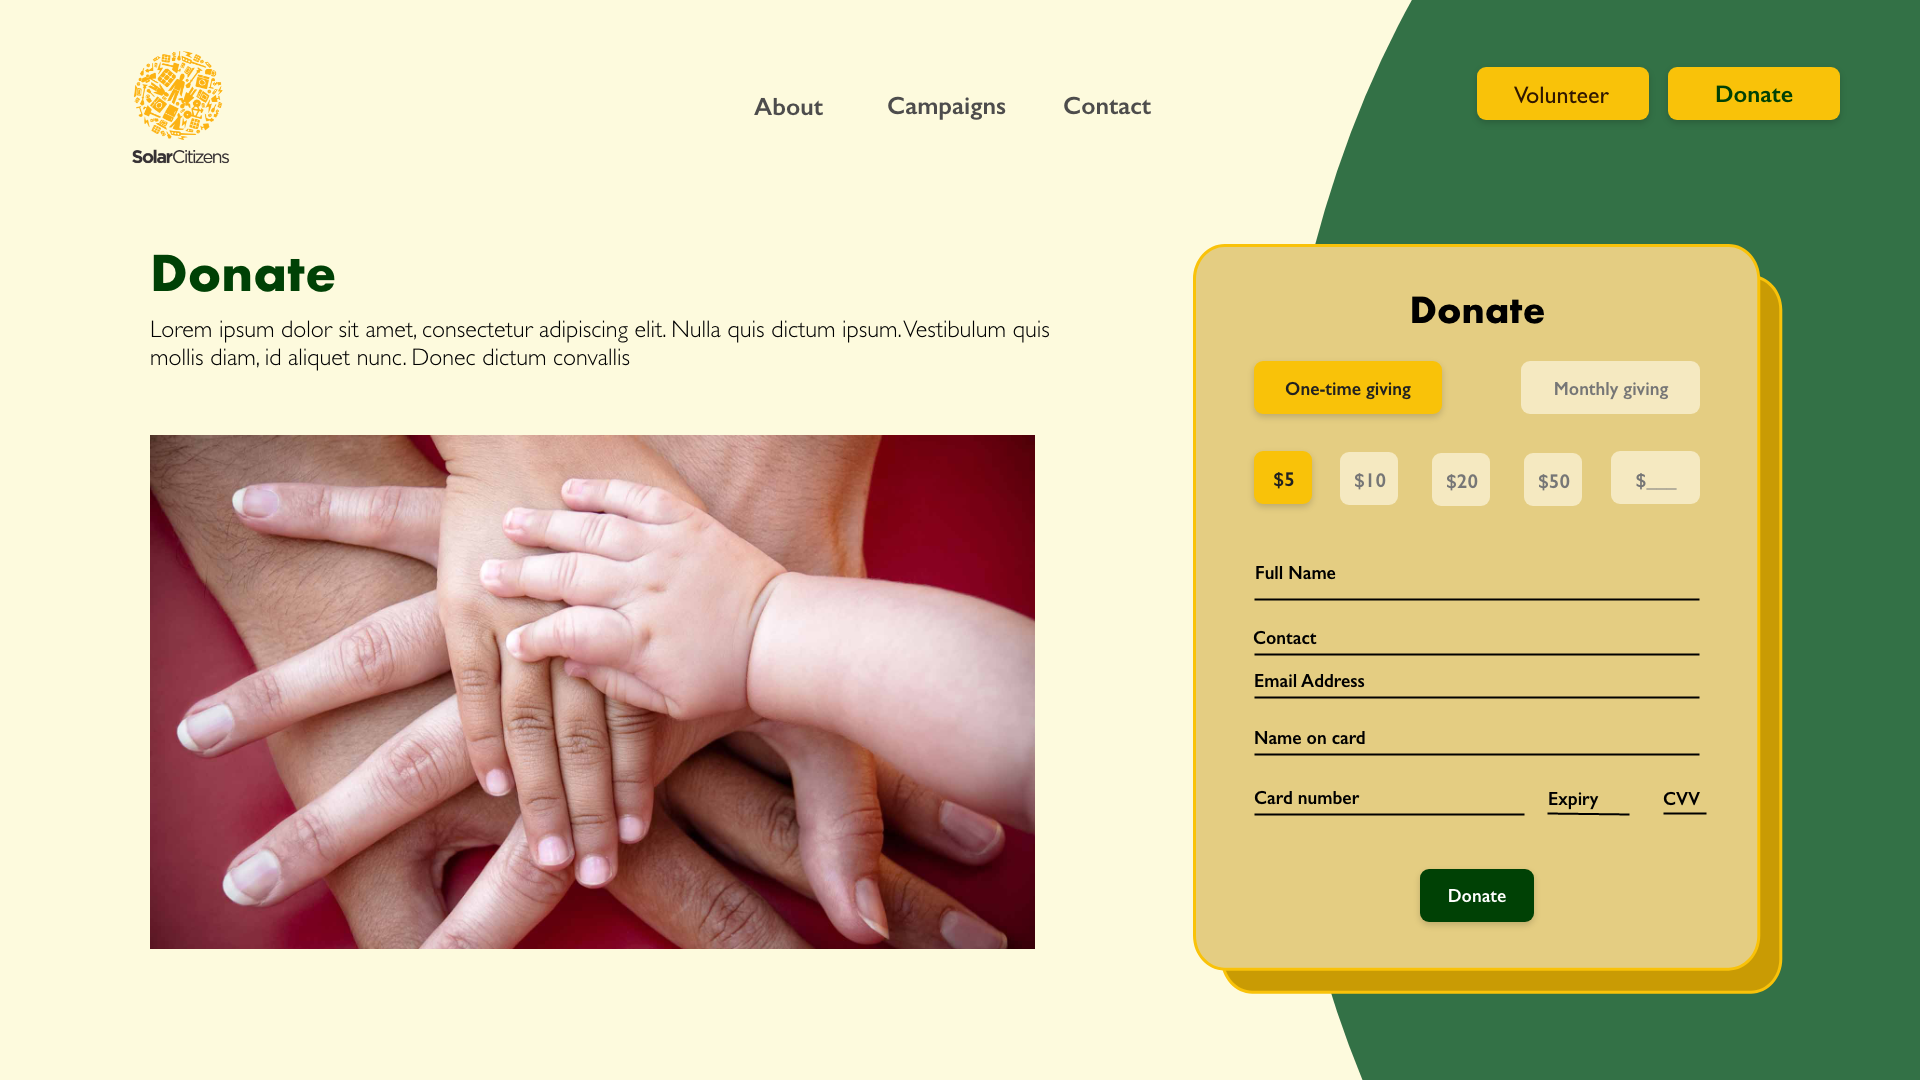 SolarCitizens
About
Campaigns
Contact
Volunteer
Donate
Donate
Lorem ipsum dolor sit amet, consectetur adipiscing elit. Nulla quis dictum ipsum. Vestibulum quis
mollis diam, id aliquet nunc. Donec dictum convallis
Donate
One-time giving
Monthly giving
$5
$10
$20
$50
$___
Full Name
Contact
Email Address
Name on card
Card number
Expiry
CVV
Donate